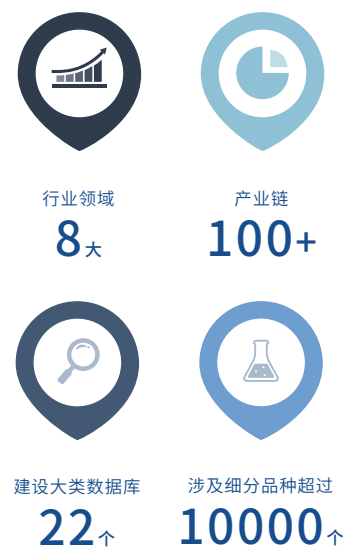 行业领域
8大
产业链
100+
建设大类数据库
22个
涉及细分品种超过
10000个